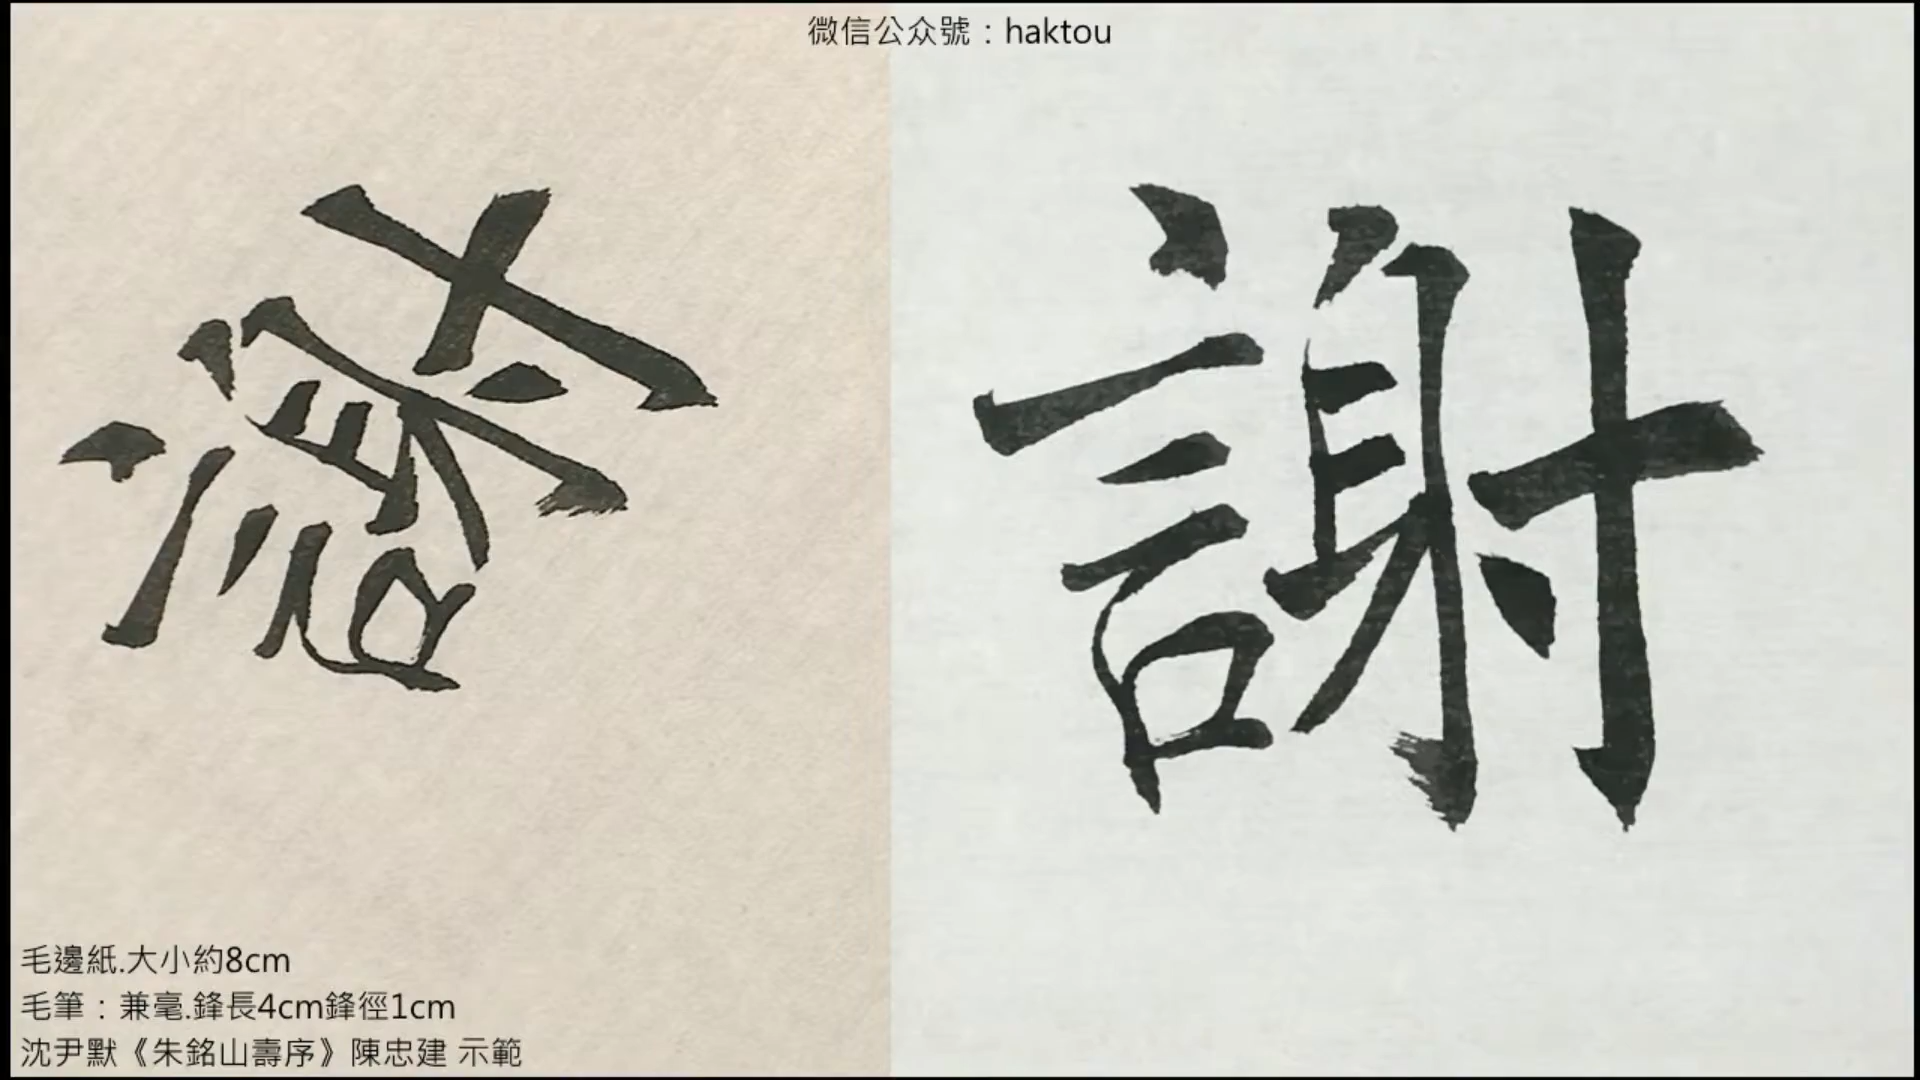 微信公众號：haktou
謝
謝
毛邊紙.大小約8cm
毛筆：兼毫.鋒長4cm鋒徑1cm
沈尹默《朱銘山壽序》陳忠建 示範